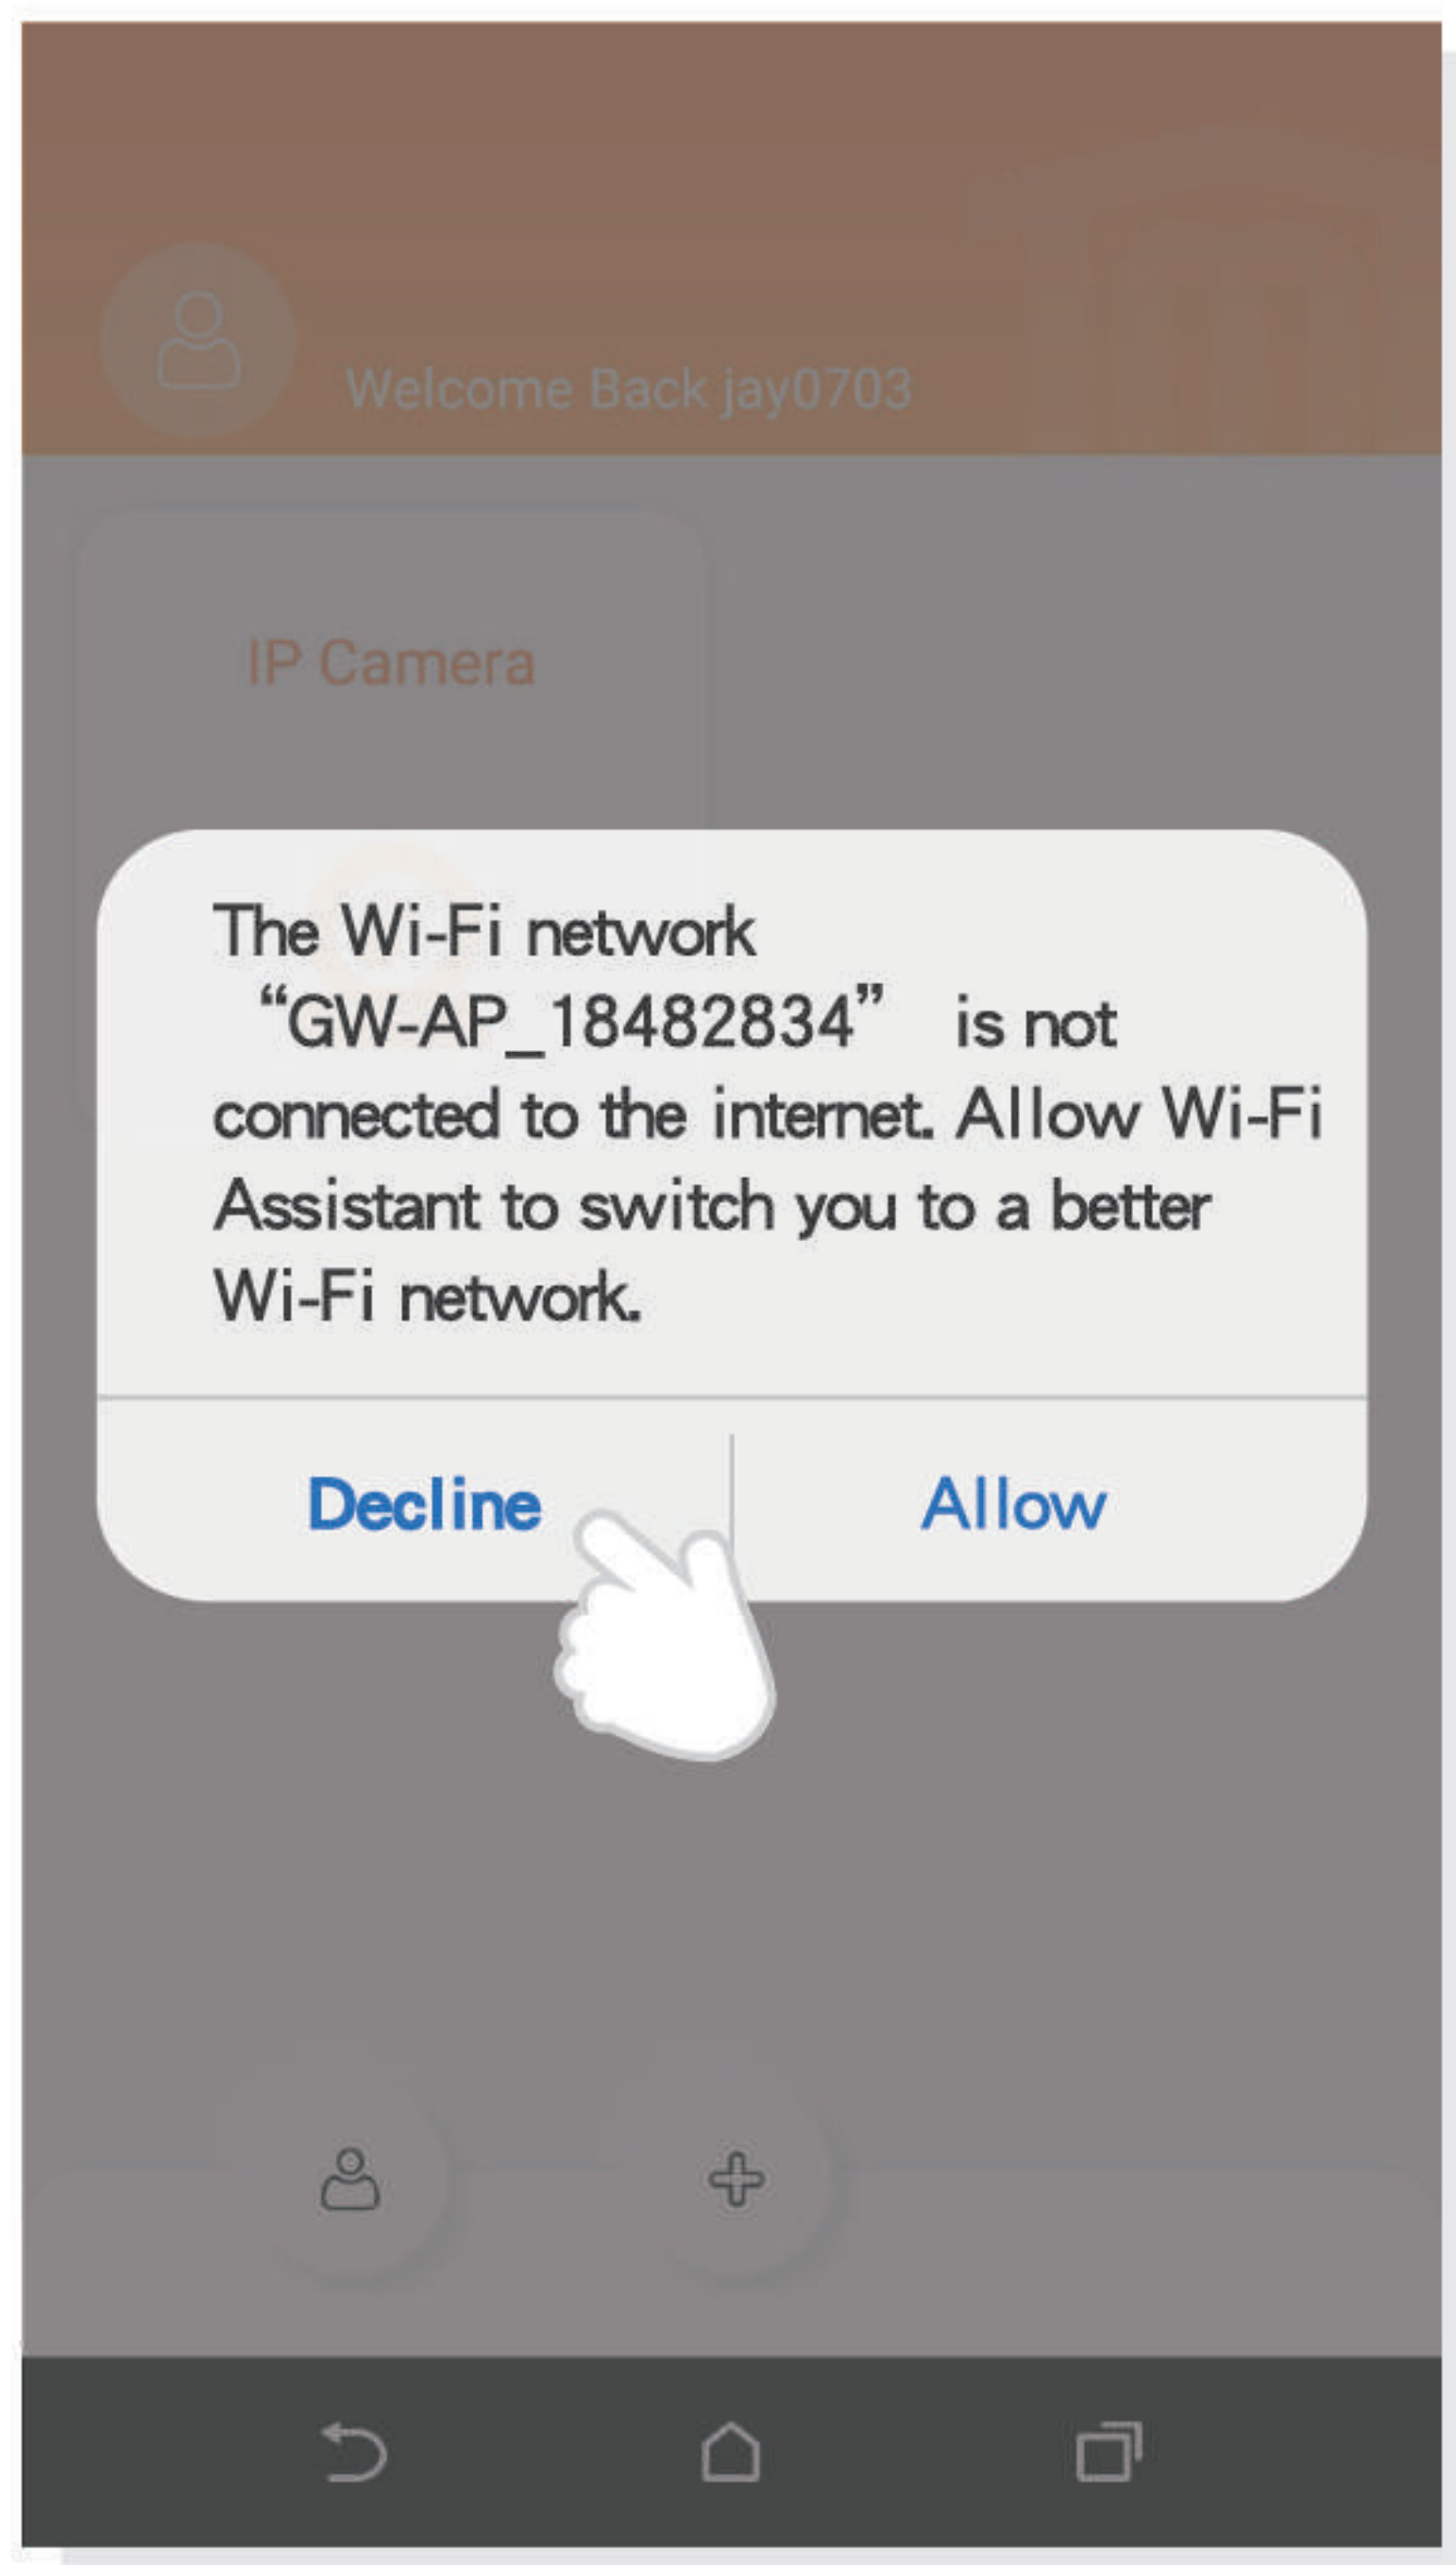 Welcome Back jay0703
IP Camera
The Wi-Fi network
“GW-AP_18482834” is not
connected to the internet. Allow Wi-Fi
Assistant to switch you to a better
Wi-Fi network.
Decline
Allow